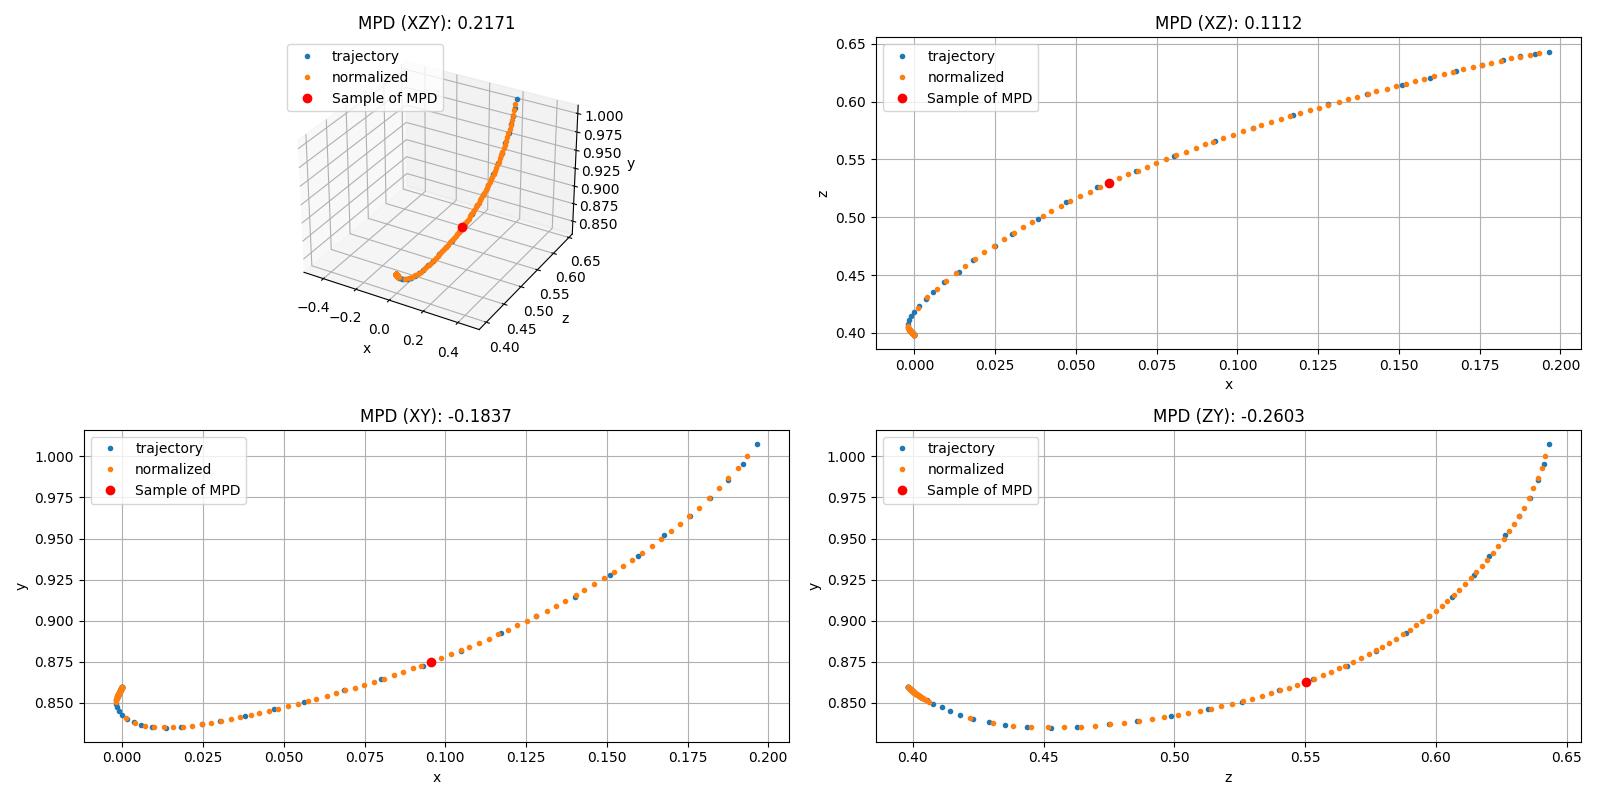 MPD (XZY): 0.2171
trajectory
normalized
Sample of MPD
1.000
0.975
0.950
0.925
0.900
0.875
0.850
y
0.65
0.60
0.55
0.50
0.45
0.40
z
−0.4
−0.2
0.0
0.2
0.4
x
MPD (XZ): 0.1112
trajectory
normalized
Sample of MPD
0.65
0.60
0.55
0.50
0.45
0.40
z
0.000 0.025 0.050 0.075 0.100 0.125 0.150 0.175 0.200
x
MPD (XY): -0.1837
trajectory
normalized
Sample of MPD
1.000
0.975
0.950
0.925
0.900
0.875
0.850
y
0.000 0.025 0.050 0.075 0.100 0.125 0.150 0.175 0.200
x
MPD (ZY): -0.2603
trajectory
normalized
Sample of MPD
1.000
0.975
0.950
0.925
0.900
0.875
0.850
y
0.40 0.45 0.50 0.55 0.60 0.65
z